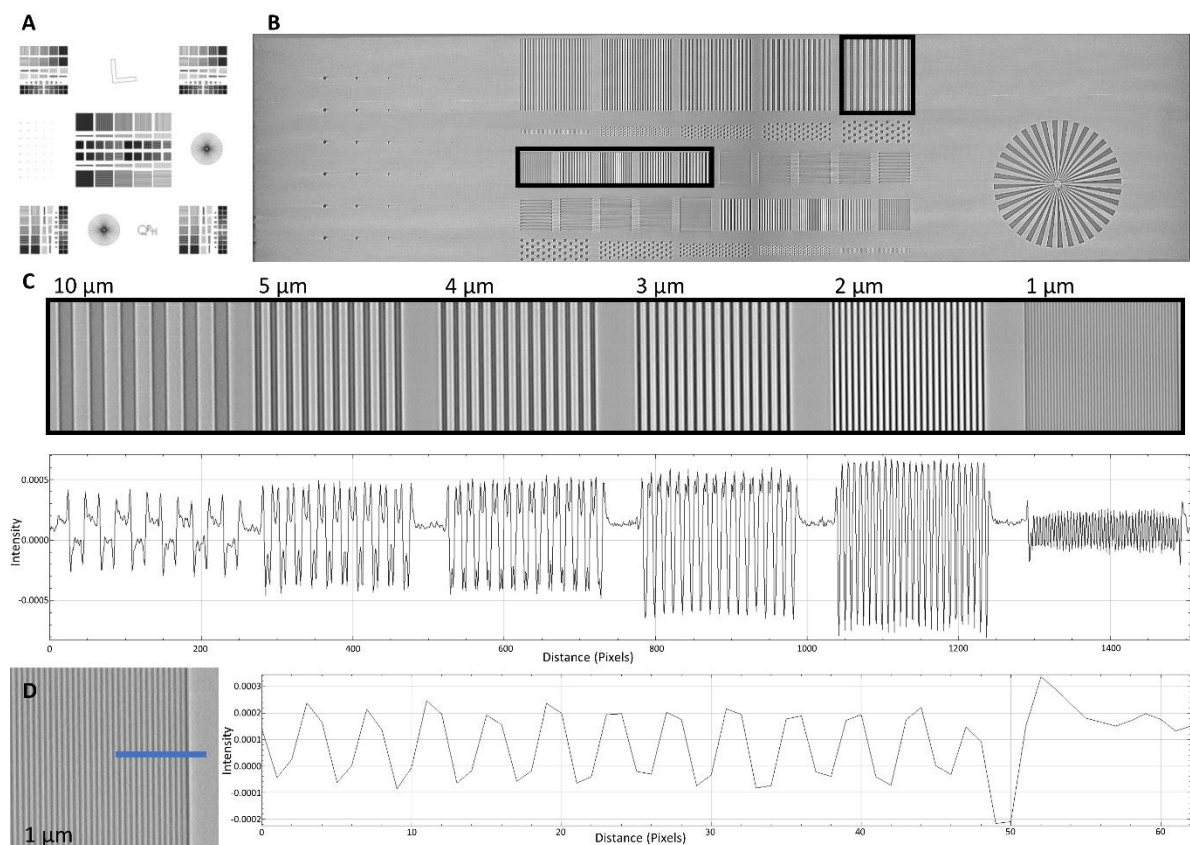 A
B
QPM
C
10 µm
5 µm
4 µm
3 µm
2 µm
1 µm
0.0005
0.0000
-0.0005
Intensity
0
200
400
600
800
1000
1200
1400
Distance (Pixels)
D
1 µm
0.0003
0.0002
0.0001
0.0000
-0.0001
-0.0002
Intensity
0
10
20
30
40
50
60
Distance (Pixels)